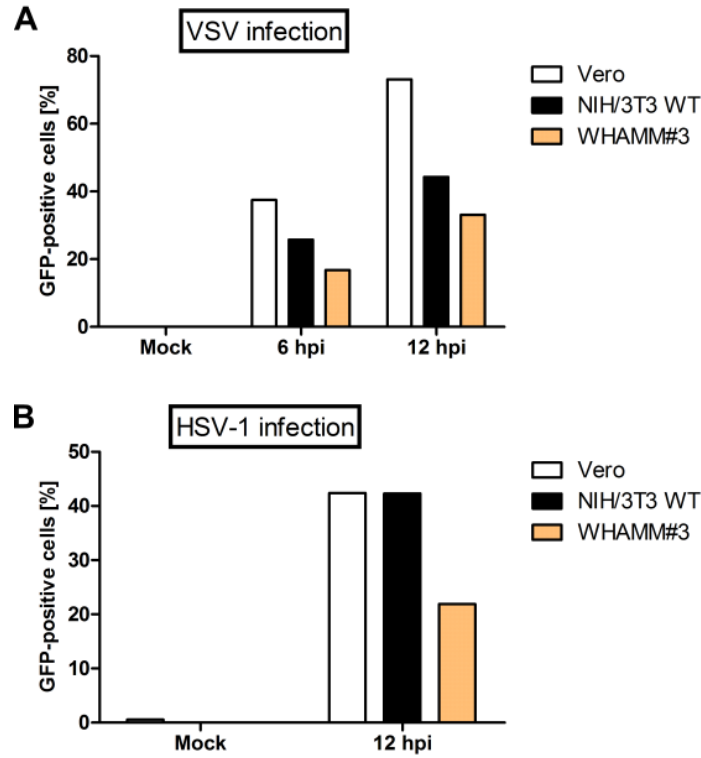 A
VSV infection
GFP-positive cells [%]
80
60
40
20
0
Mock
6 hpi
12 hpi
Vero
NIH/3T3 WT
WHAMM#3
B
HSV-1 infection
GFP-positive cells [%]
50
40
30
20
10
0
Mock
12 hpi
Vero
NIH/3T3 WT
WHAMM#3